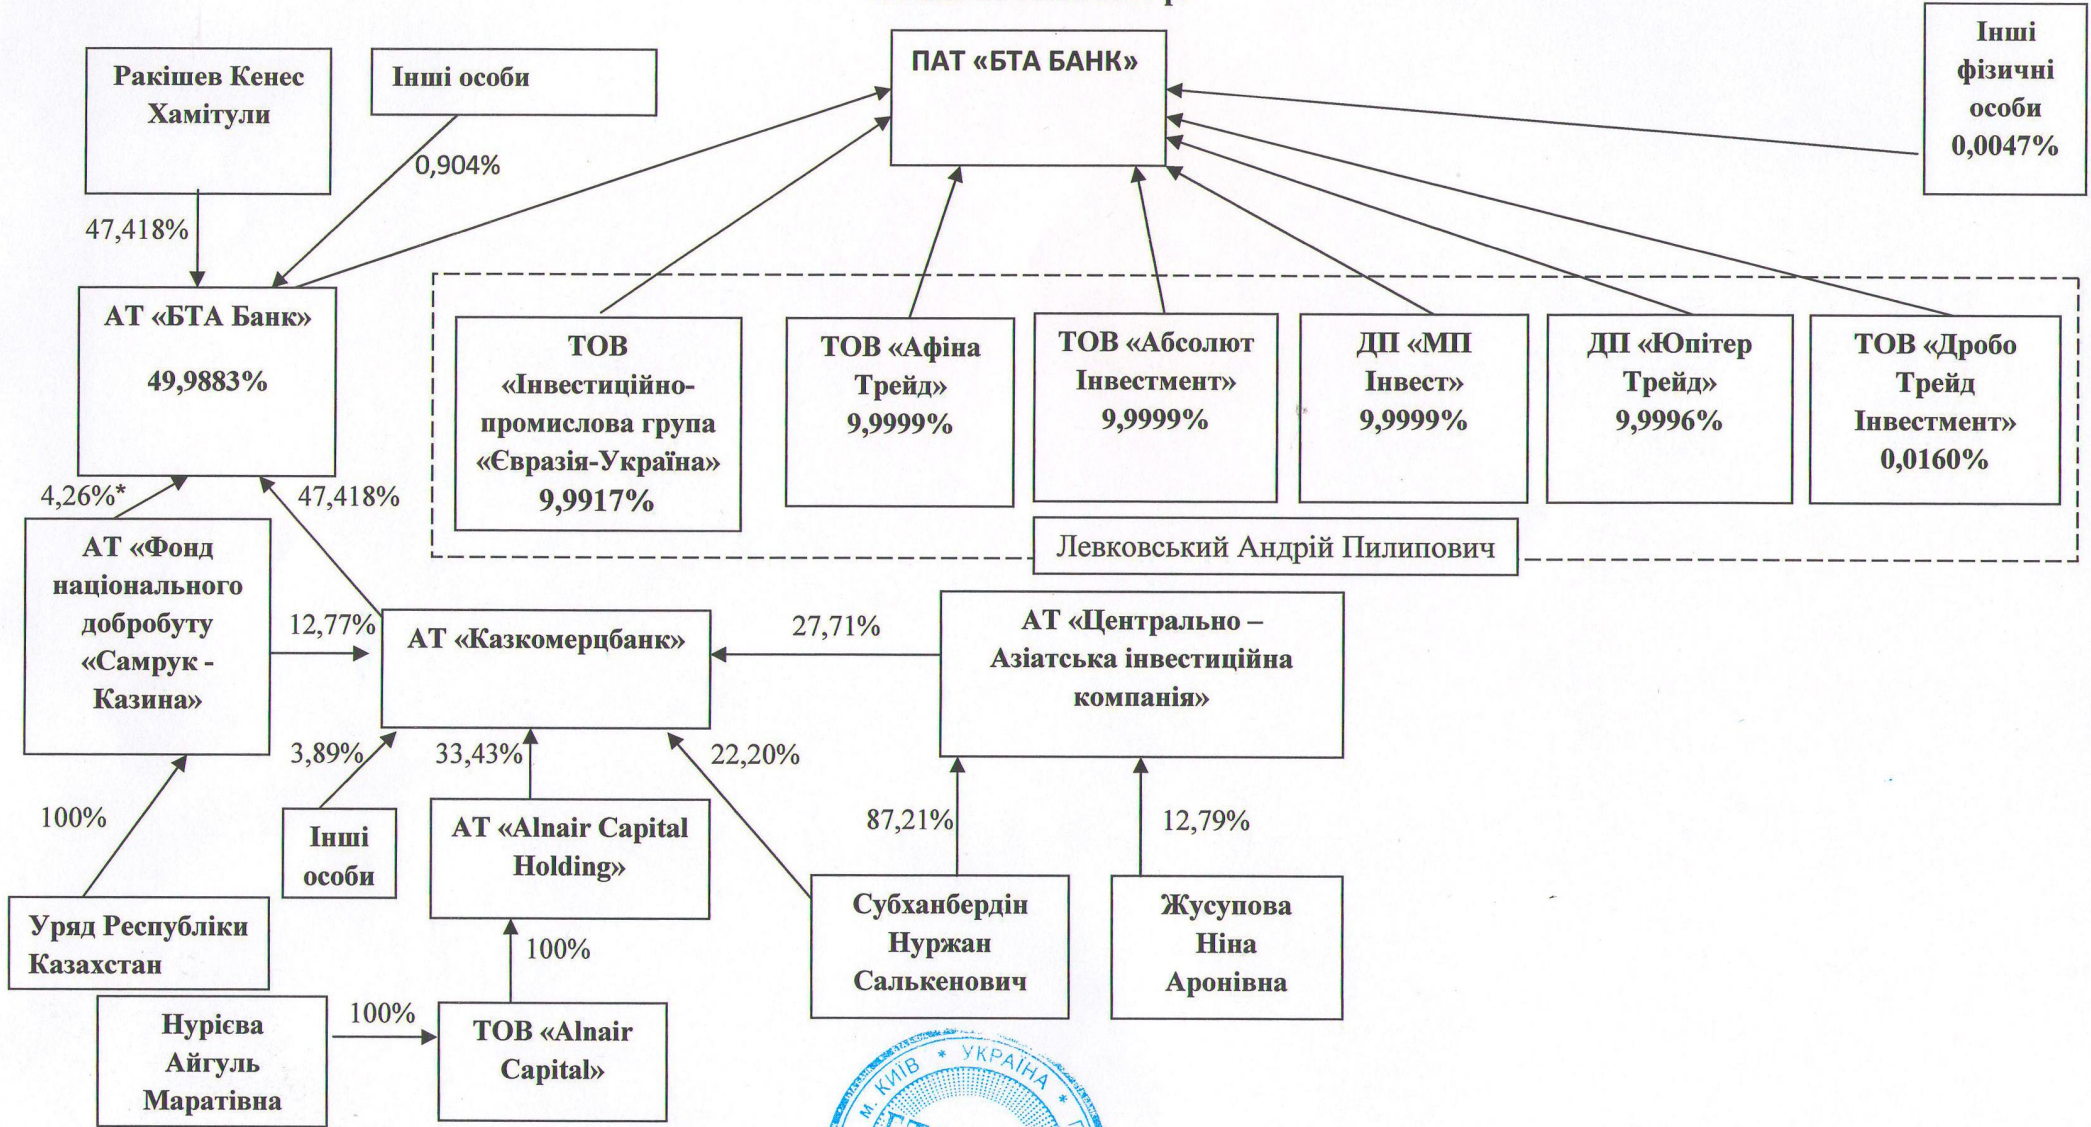 Ракішев Кенес
Хамітули
Інші особи
ПАТ «БТА БАНК»
Інші
фізичні
особи
0,0047%
0,904%
47,418%
АТ «БТА Банк»
49,9883%
ТОВ
«Інвестиційно-
промислова група
«Євразія-Україна»
9,9917%
ТОВ «Афіна
Трейд»
9,9999%
ТОВ «Абсолют
Інвестмент»
9,9999%
ДП «МП
Інвест»
9,9999%
ДП «Юпітер
Трейд»
9,9996%
ТОВ «Дробо
Трейд
Інвестмент»
0,0160%
Левковський Андрій Пилипович
4,26%*
47,418%
АТ «Фонд
національного
добробуту
«Самрук -
Казина»
12,77%
АТ «Казкомерцбанк»
27,71%
АТ «Центрально –
Азіатська інвестиційна
компанія»
3,89%
33,43%
22,20%
100%
Інші
особи
АТ «Alnair Capital
Holding»
87,21%
12,79%
Уряд Республіки
Казахстан
100%
Субханбердін
Нуржан
Салькенович
Жусупова
Ніна
Аронівна
Нурієва
Айгуль
Маратівна
100%
ТОВ «Alnair
Capital»
М. КИЇВ * УКРАЇНА *